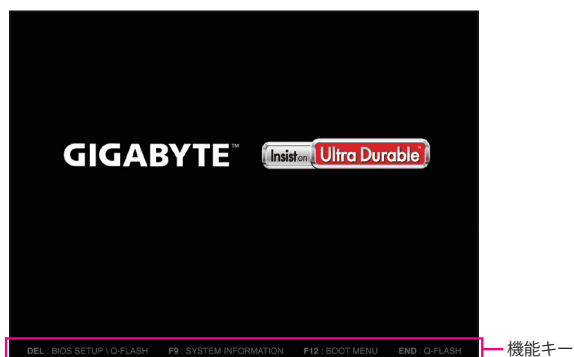 GIGABYTE™
Insist on Ultra Durable™
DEL : BIOS SETUP \ Q-FLASH F9 : SYSTEM INFORMATION F12 : BOOT MENU END : Q-FLASH
機能キー